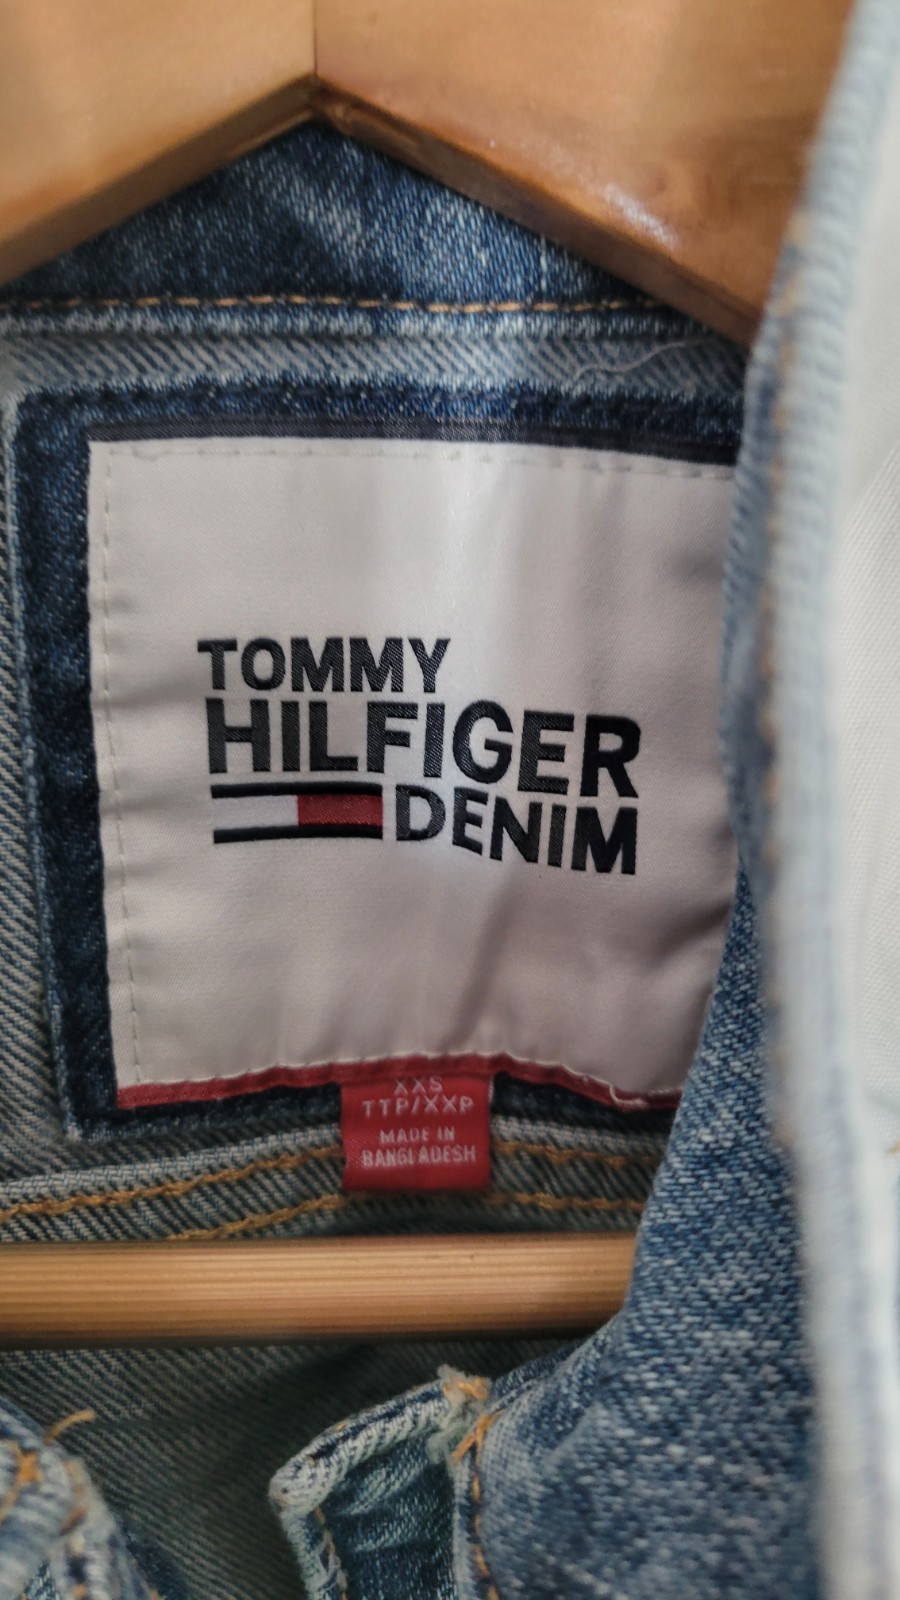 TOMMY
HILFIGER
DENIM
XXS
TTP/XXP
MADE IN
BANGLADESH